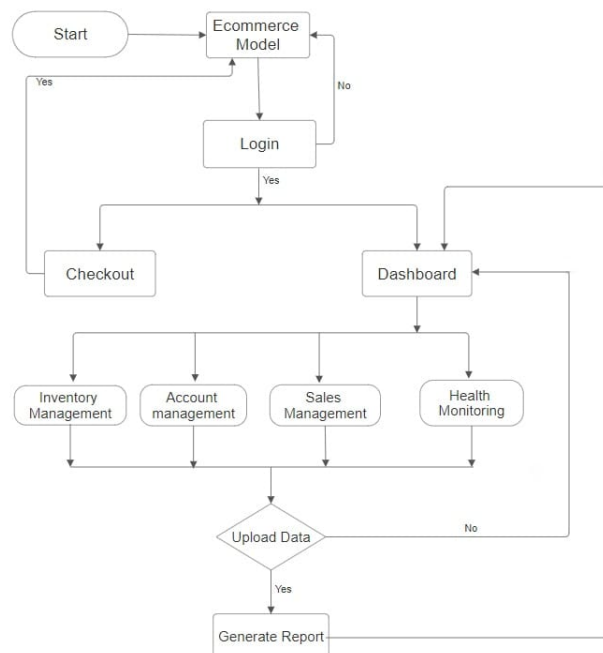 Start
Ecommerce
Model
Yes
No
Login
Yes
Checkout
Dashboard
Inventory
Management
Account
management
Sales
Management
Health
Monitoring
Upload Data
No
Yes
Generate Report